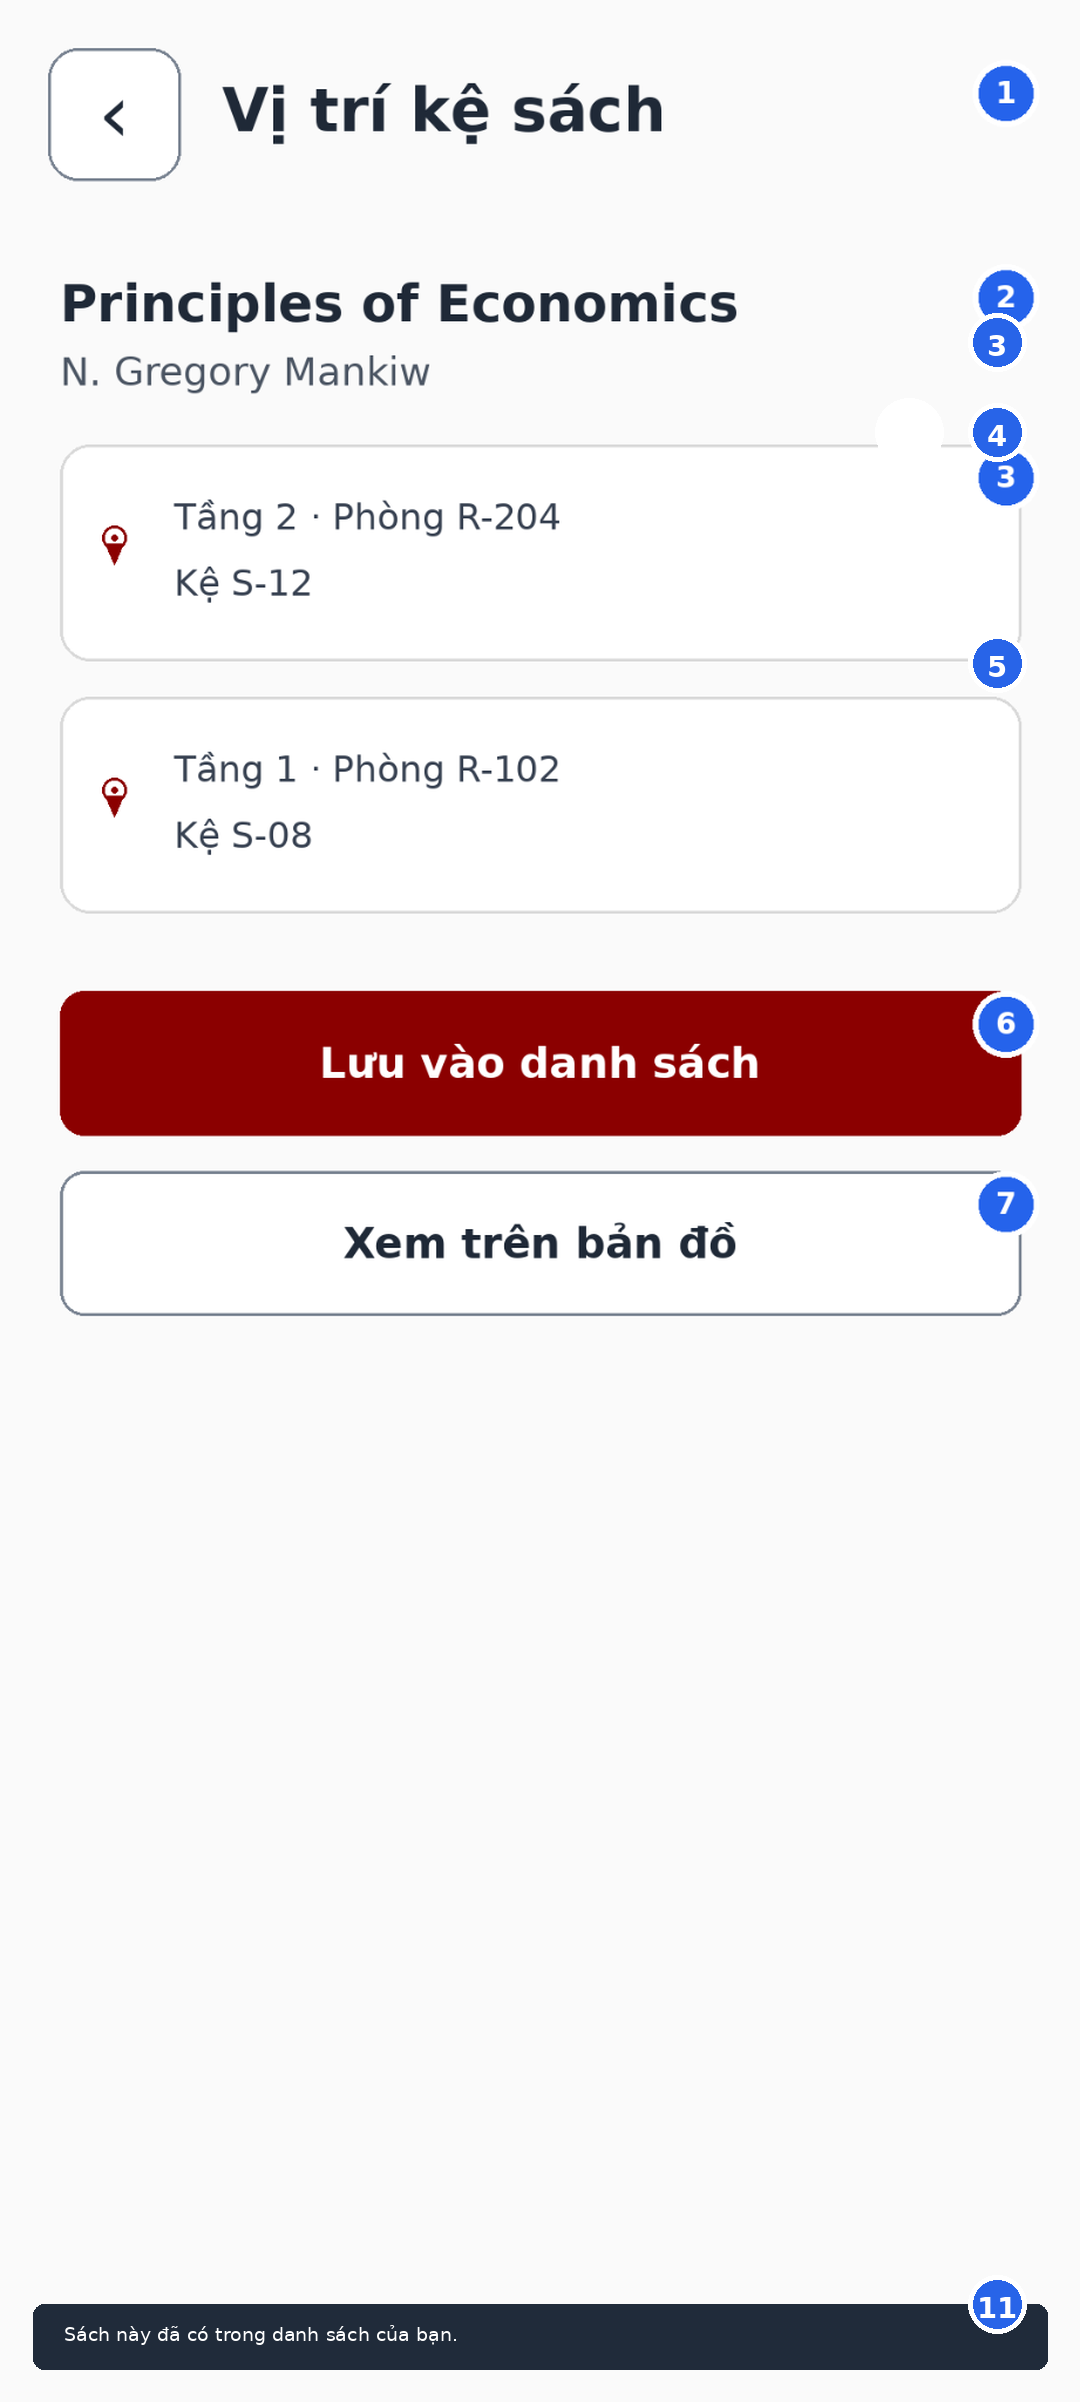 ‹ Vị trí kệ sách 1
Principles of Economics 2
3
N. Gregory Mankiw
4
3
Tầng 2 · Phòng R-204
Kệ S-12
5
Tầng 1 · Phòng R-102
Kệ S-08
Lưu vào danh sách 6
Xem trên bản đồ 7
11
Sách này đã có trong danh sách của bạn.